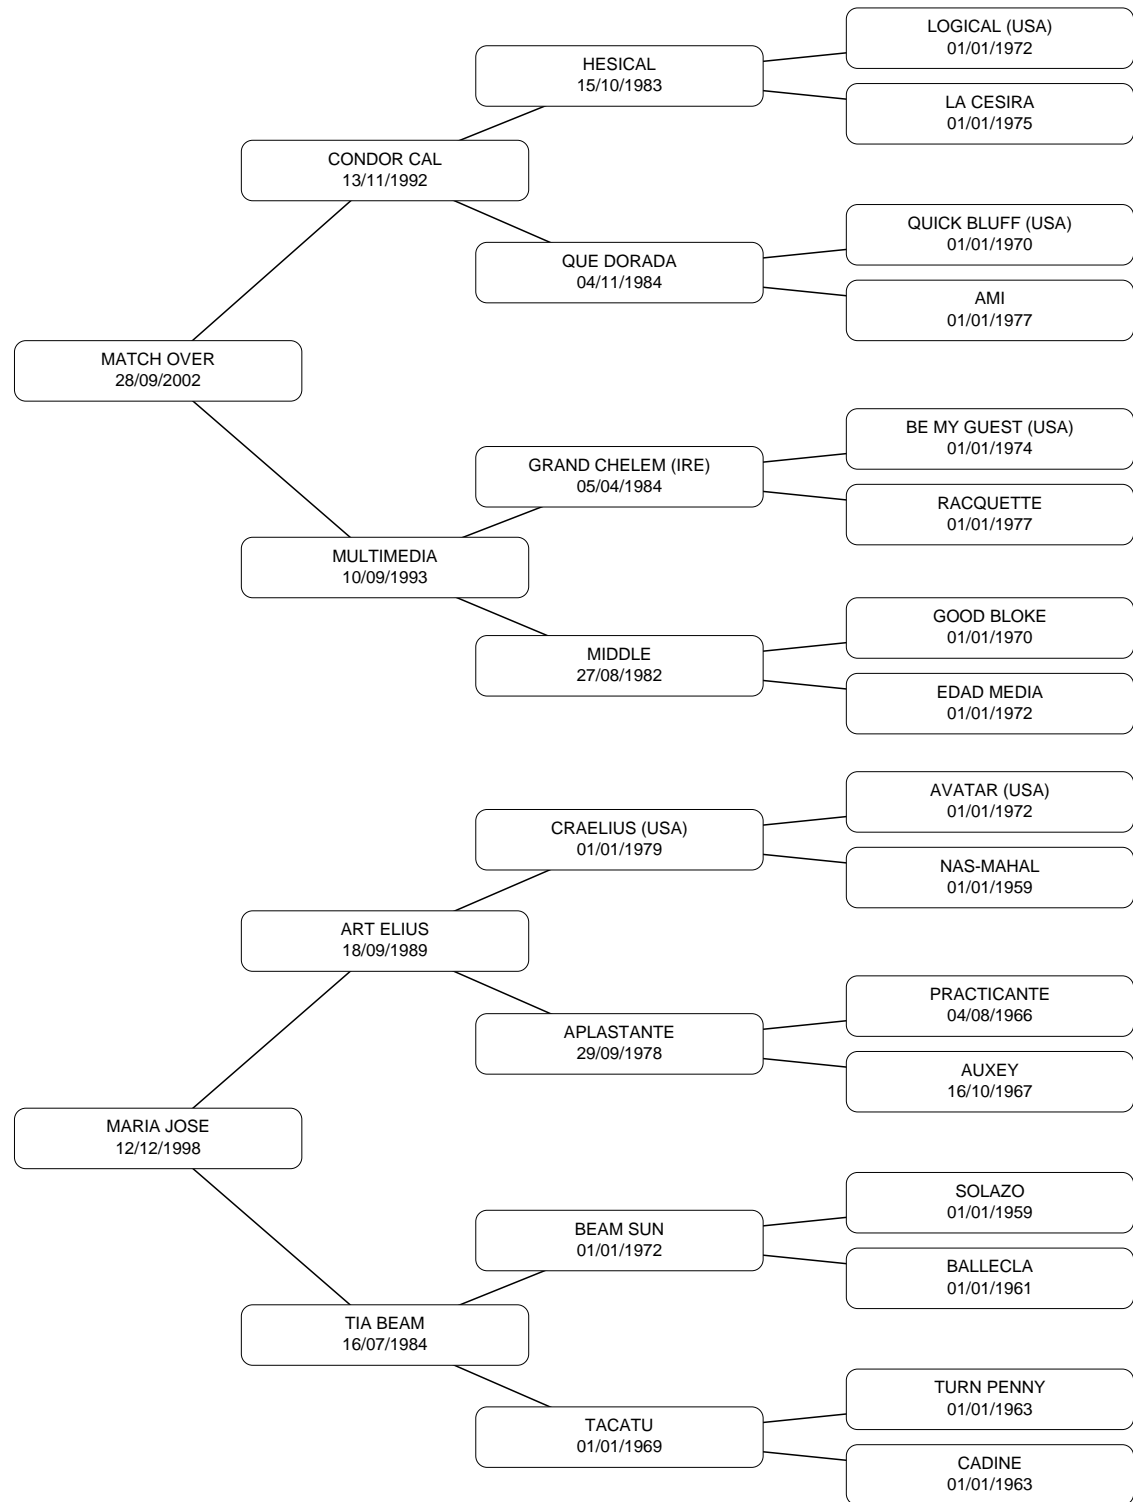 LOGICAL (USA)
01/01/1972
HESICAL
15/10/1983
LA CESIRA
01/01/1975
CONDOR CAL
13/11/1992
QUICK BLUFF (USA)
01/01/1970
QUE DORADA
04/11/1984
AMI
01/01/1977
MATCH OVER
28/09/2002
BE MY GUEST (USA)
01/01/1974
GRAND CHELEM (IRE)
05/04/1984
RACQUETTE
01/01/1977
MULTIMEDIA
10/09/1993
GOOD BLOKE
01/01/1970
MIDDLE
27/08/1982
EDAD MEDIA
01/01/1972
AVATAR (USA)
01/01/1972
CRAELIUS (USA)
01/01/1979
NAS-MAHAL
01/01/1959
ART ELIUS
18/09/1989
PRACTICANTE
04/08/1966
APLASTANTE
29/09/1978
AUXEY
16/10/1967
MARIA JOSE
12/12/1998
SOLAZO
01/01/1959
BEAM SUN
01/01/1972
BALLECLA
01/01/1961
TIA BEAM
16/07/1984
TURN PENNY
01/01/1963
TACATU
01/01/1969
CADINE
01/01/1963